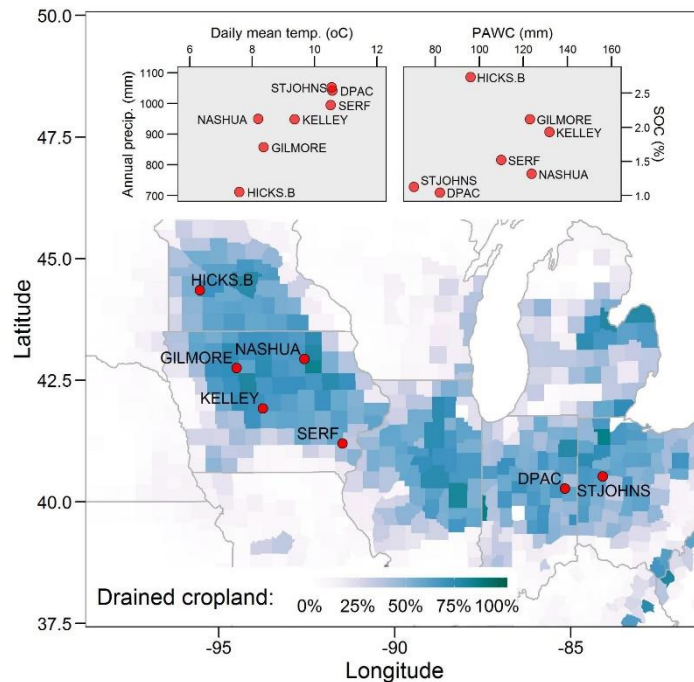 50.0
Daily mean temp. (oC)
PAWC (mm)
6 8 10 12
80 100 120 140 160
1100
1000
900
800
700
Annual precip. (mm)
STJOHNS
DPAC
SERF
NASHUA
KELLEY
GILMORE
HICKS.B
HICKS.B
GILMORE
KELLEY
SERF
NASHUA
STJOHNS
DPAC
2.5
2.0
1.5
1.0
SOC (%)
45.0
42.5
40.0
37.5
Latitude
HICKS.B
NASHUA
GILMORE
KELLEY
SERF
DPAC
STJOHNS
Drained cropland:
0% 25% 50% 75% 100%
-95 -90 -85
Longitude